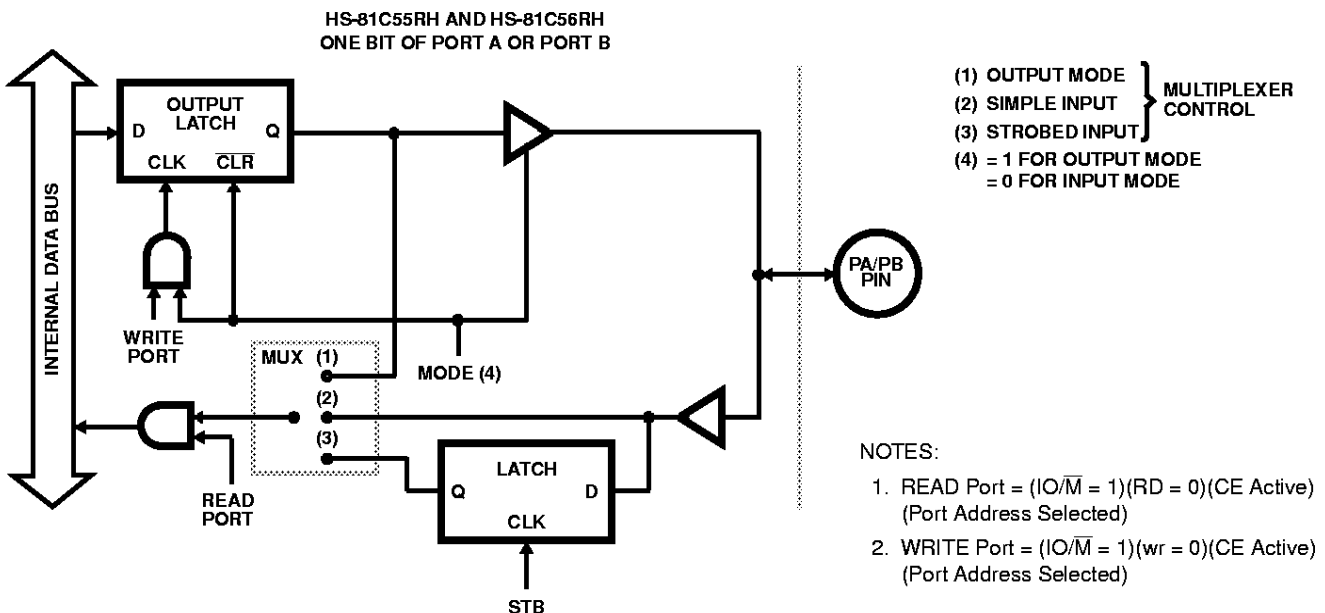 HS-81C55RH AND HS-81C56RH
ONE BIT OF PORT A OR PORT B
OUTPUT
LATCH
D
Q
CLK
C̅L̅R̅
INTERNAL DATA BUS
WRITE
PORT
MUX
(1)
(2)
(3)
MODE (4)
READ
PORT
LATCH
Q
D
CLK
STB
PA/PB
PIN
(1) OUTPUT MODE
(2) SIMPLE INPUT
(3) STROBED INPUT
MULTIPLEXER
CONTROL
(4) = 1 FOR OUTPUT MODE
= 0 FOR INPUT MODE
NOTES:
1. READ Port = (IO/M̅ = 1)(RD = 0)(CE Active)
(Port Address Selected)
2. WRITE Port = (IO/M̅ = 1)(wr = 0)(CE Active)
(Port Address Selected)